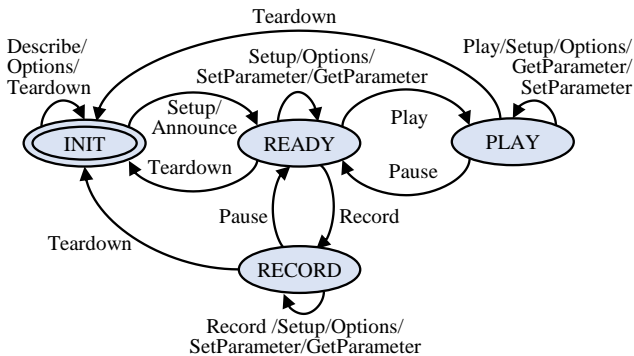 Teardown
Describe/
Options/
Teardown
Setup/Options/
SetParameter/GetParameter
Play/Setup/Options/
GetParameter/
SetParameter
Setup/
Announce
Play
INIT
READY
PLAY
Teardown
Pause
Pause
Record
Teardown
RECORD
Record /Setup/Options/
SetParameter/GetParameter